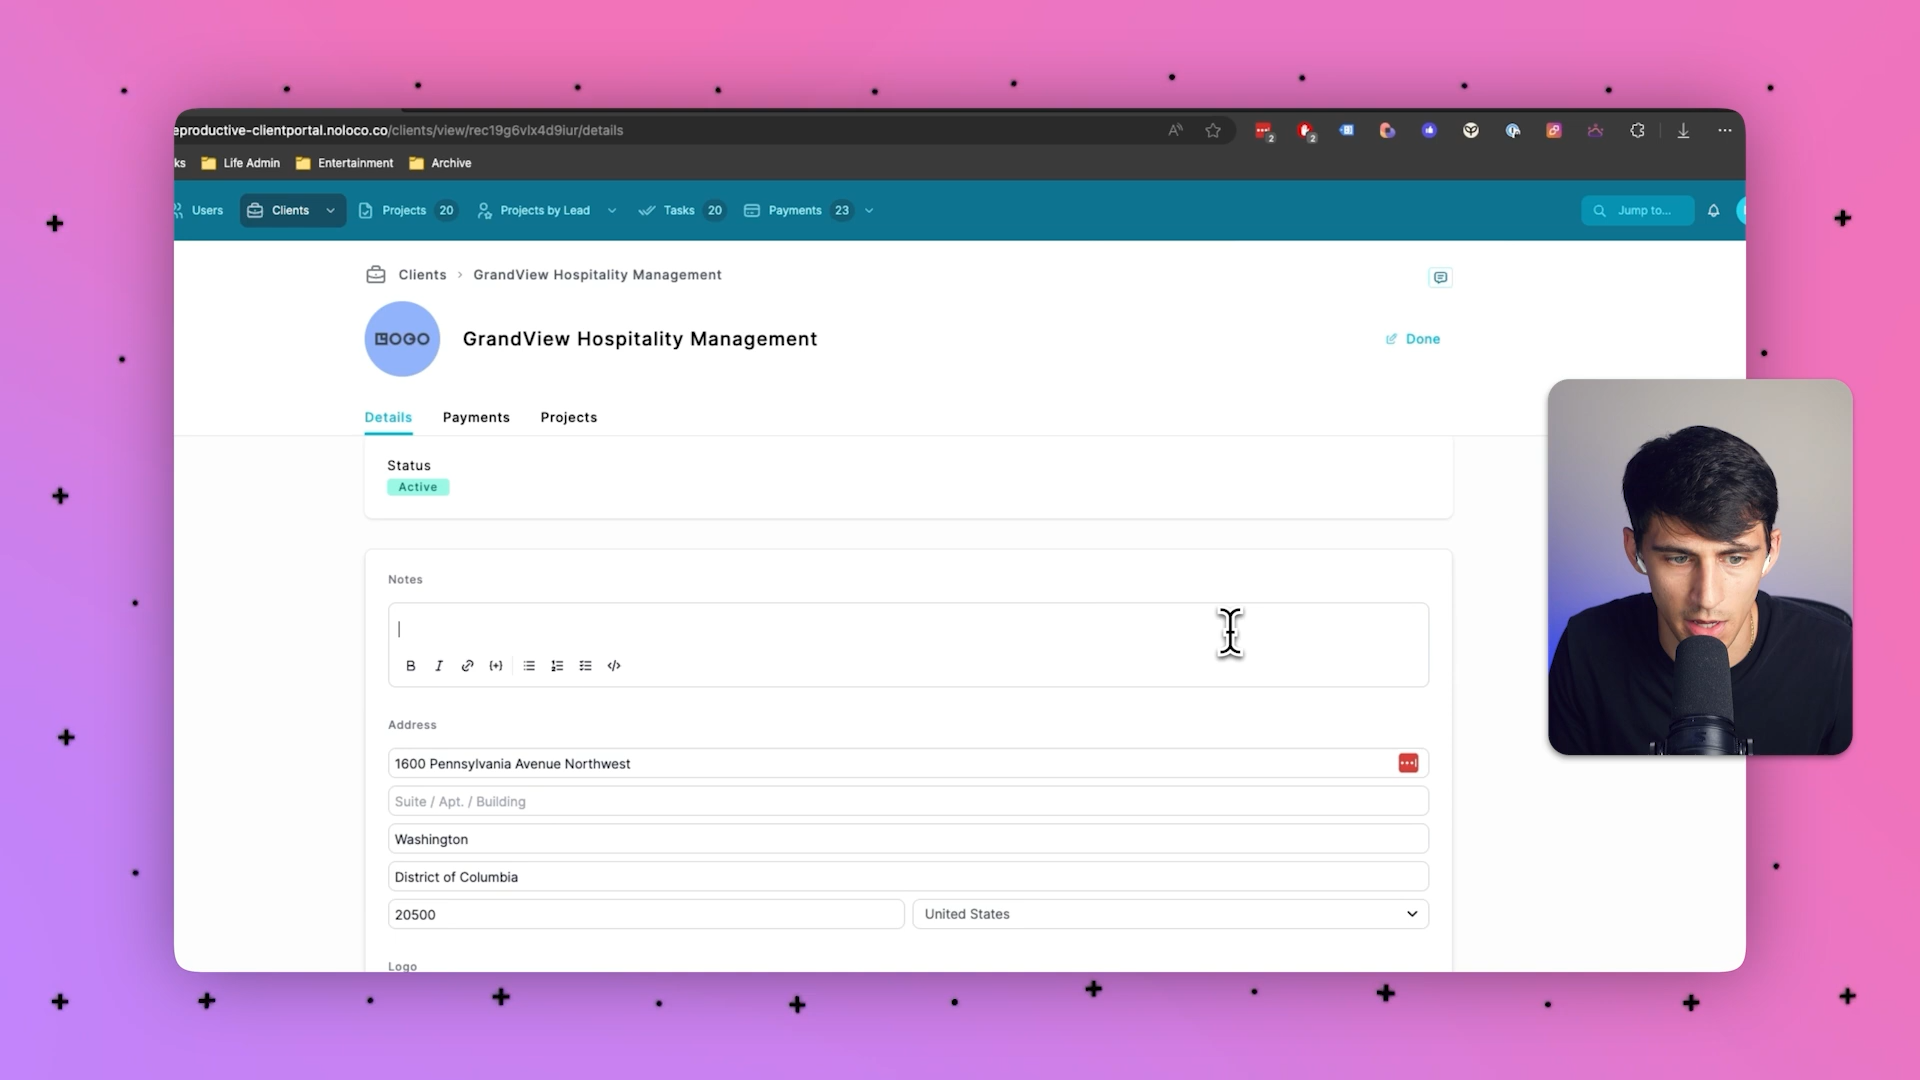 eproductive-clientportal.noloco.co/clients/view/rec19g6vlx4d9iur/details
2
2
ks
Life Admin
Entertainment
Archive
Users
Clients
Projects 20
Projects by Lead
Tasks 20
Payments 23
Jump to...
Clients > GrandView Hospitality Management
LOGO
GrandView Hospitality Management
Done
Details
Payments
Projects
Status
Active
Notes
B I
Address
1600 Pennsylvania Avenue Northwest
Suite / Apt. / Building
Washington
District of Columbia
20500
United States
Logo